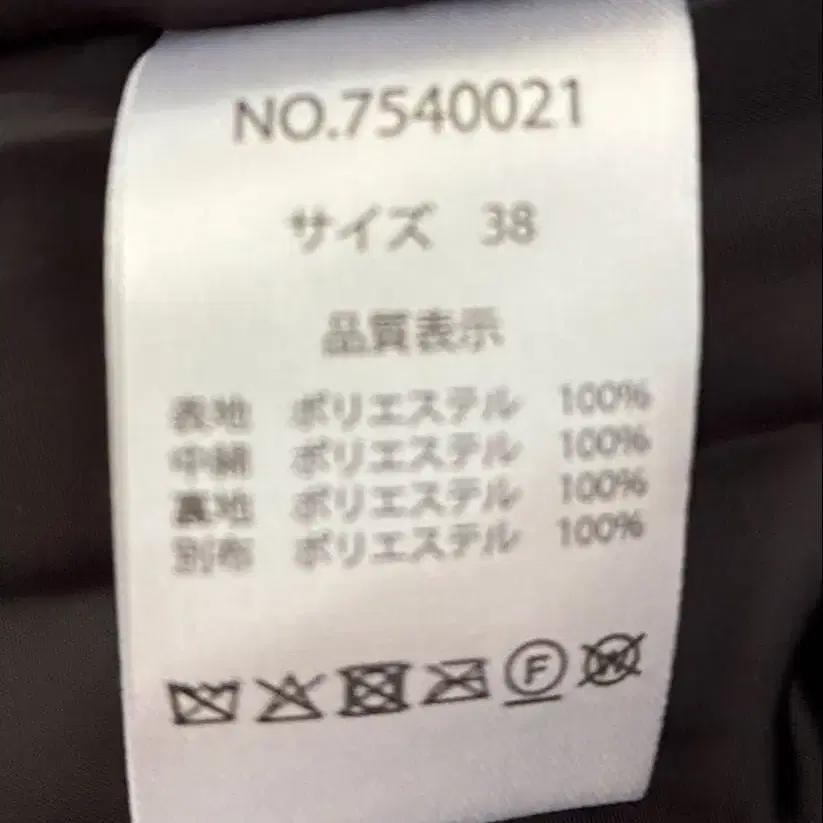 NO.7540021
サイズ 38
品質表示
表地 ポリエステル 100%
中綿 ポリエステル 100%
裏地 ポリエステル 100%
別布 ポリエステル 100%
F W